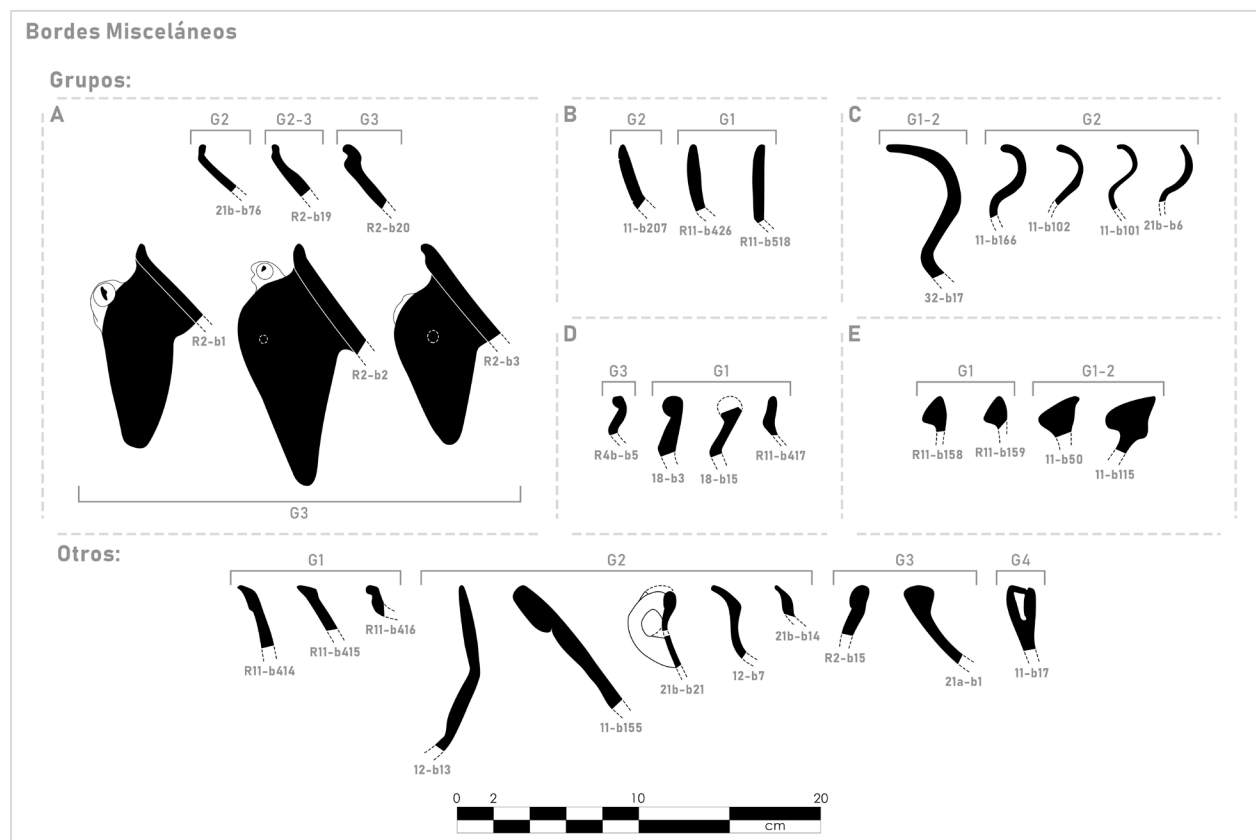 Bordes Misceláneos
Grupos:
A
G2 G2-3 G3
21b-b76 R2-b19 R2-b20
R2-b1 R2-b2 R2-b3
G3
B
G2 G1
11-b207 R11-b426 R11-b518
C
G1-2 G2
11-b166 11-b102 11-b101 21b-b6
32-b17
D
G3 G1
R4b-b5 18-b3 18-b15 R11-b417
E
G1 G1-2
R11-b158 R11-b159 11-b50 11-b115
Otros:
G1 G2 G3 G4
R11-b414 R11-b415 R11-b416 12-b13 11-b155 21b-b21 12-b7 21b-b14 R2-b15 21a-b1 11-b17
0 2 10 20
cm